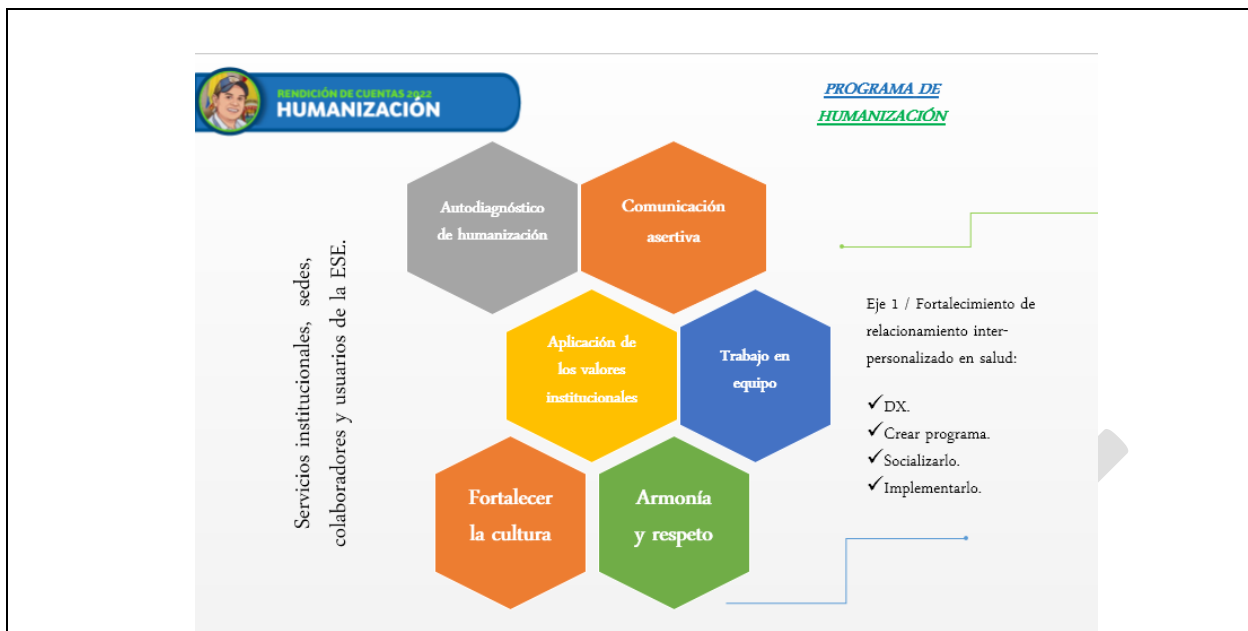 RENDICIÓN DE CUENTAS 2022
HUMANIZACIÓN
PROGRAMA DE
HUMANIZACIÓN
Autodiagnóstico
de humanización
Comunicación
asertiva
Servicios institucionales, sedes,
colaboradores y usuarios de la ESE.
Aplicación de
los valores
institucionales
Trabajo en
equipo
Eje 1 / Fortalecimiento de
relacionamiento inter-
personalizado en salud:
✓DX.
✓Crear programa.
✓Socializarlo.
✓Implementarlo.
Fortalecer
la cultura
Armonía
y respeto